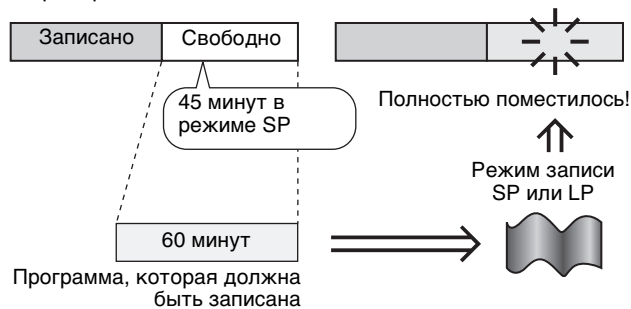 Записано
Свободно
45 минут в
режиме SP
Полностью поместилось!
Режим записи
SP или LP
60 минут
Программа, которая должна
быть записана